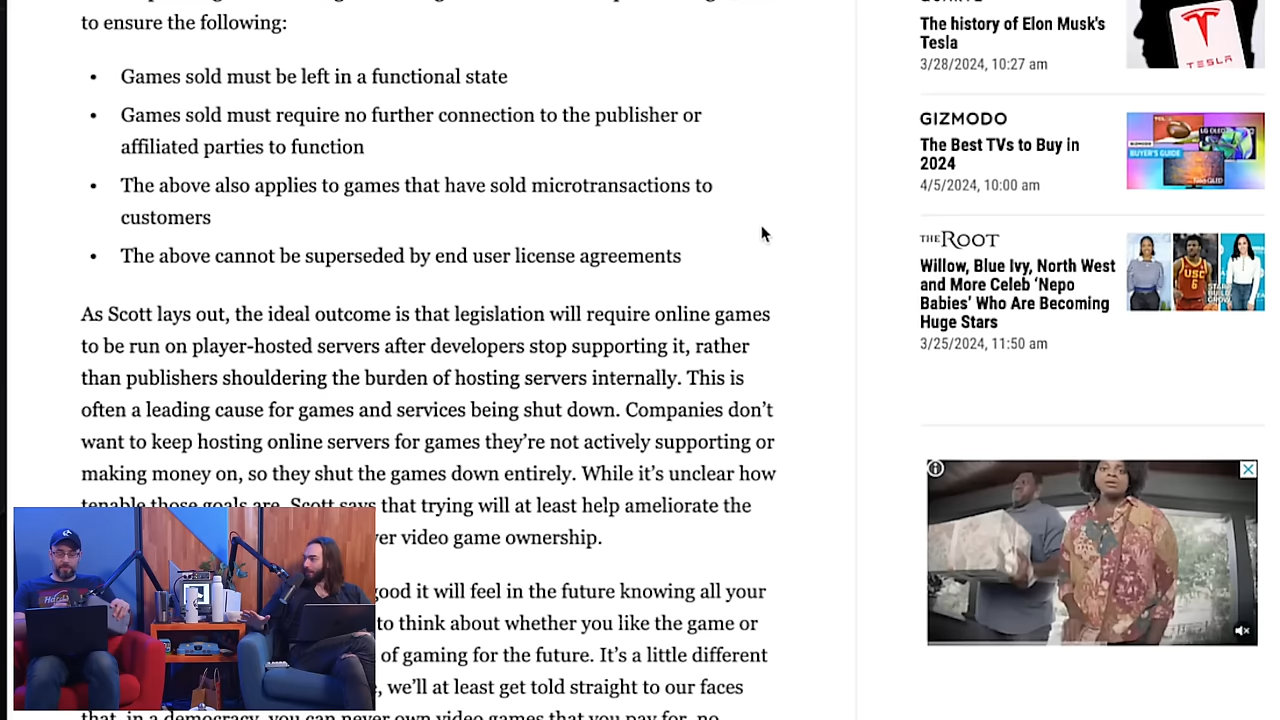 to ensure the following:
• Games sold must be left in a functional state
• Games sold must require no further connection to the publisher or
affiliated parties to function
• The above also applies to games that have sold microtransactions to
customers
• The above cannot be superseded by end user license agreements
As Scott lays out, the ideal outcome is that legislation will require online games
to be run on player-hosted servers after developers stop supporting it, rather
than publishers shouldering the burden of hosting servers internally. This is
often a leading cause for games and services being shut down. Companies don’t
want to keep hosting online servers for games they’re not actively supporting or
making money on, so they shut the games down entirely. While it’s unclear how
tenable those goals are, Scott says that trying will at least help ameliorate the
ver video game ownership.
good it will feel in the future knowing all your
to think about whether you like the game or
of gaming for the future. It’s a little different
, we’ll at least get told straight to our faces
that, in a democracy, you can never own video games that you pay for, no
The history of Elon Musk's
Tesla
3/28/2024, 10:27 am
TESLA
GIZMODO
The Best TVs to Buy in
2024
4/5/2024, 10:00 am
BUYER'S GUIDE
THE ROOT
Willow, Blue Ivy, North West
and More Celeb ‘Nepo
Babies’ Who Are Becoming
Huge Stars
3/25/2024, 11:50 am
USC
6